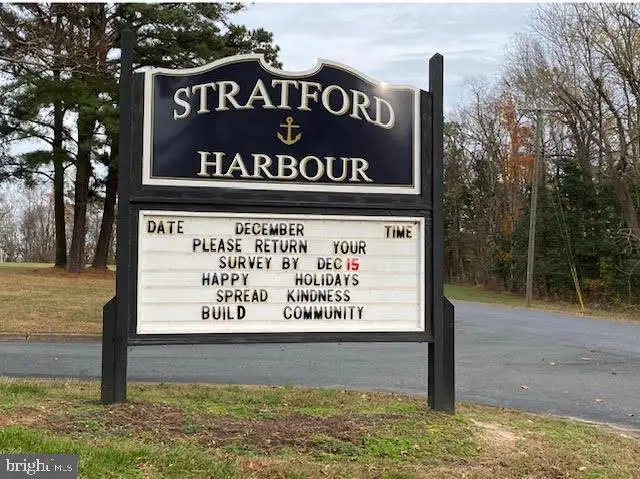 STRATFORD
HARBOUR
DATE DECEMBER TIME
PLEASE RETURN YOUR
SURVEY BY DEC 15
HAPPY HOLIDAYS
SPREAD KINDNESS
BUILD COMMUNITY
bright MLS